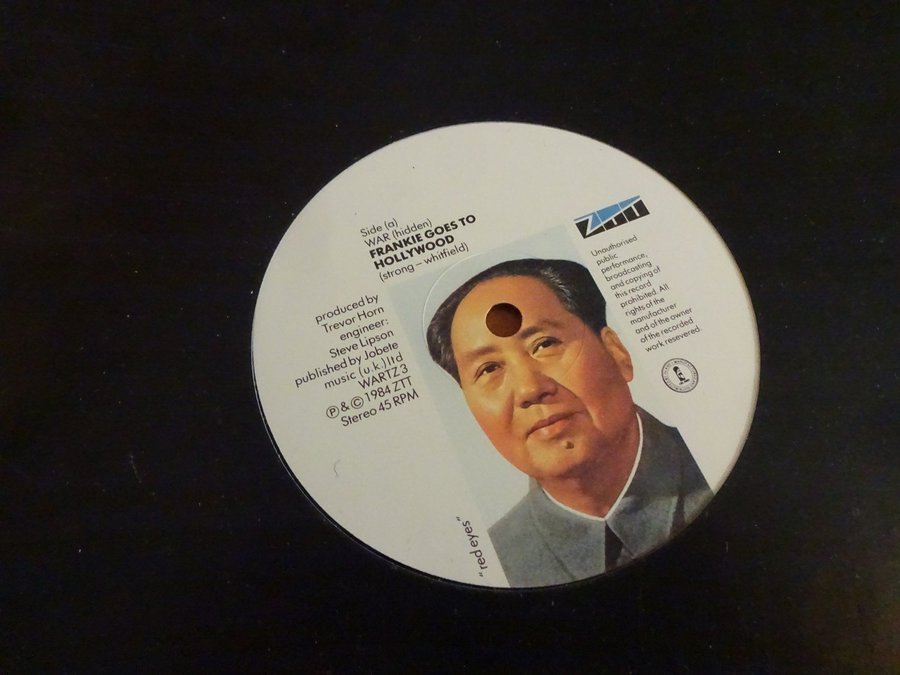 Side (a)
WAR (hidden)
FRANKIE GOES TO
HOLLYWOOD
(strong – whitfield)
produced by
Trevor Horn
engineer:
Steve Lipson
published by Jobete
music (u.k.) ltd
WARTZ 3
Ⓟ & © 1984 ZTT
Stereo 45 RPM
ZTT
Unauthorised
public
performance,
broadcasting
and copying of
this record
prohibited. All
rights of the
manufacturer
and of the owner
of the recorded
work resevered.
"red eyes"